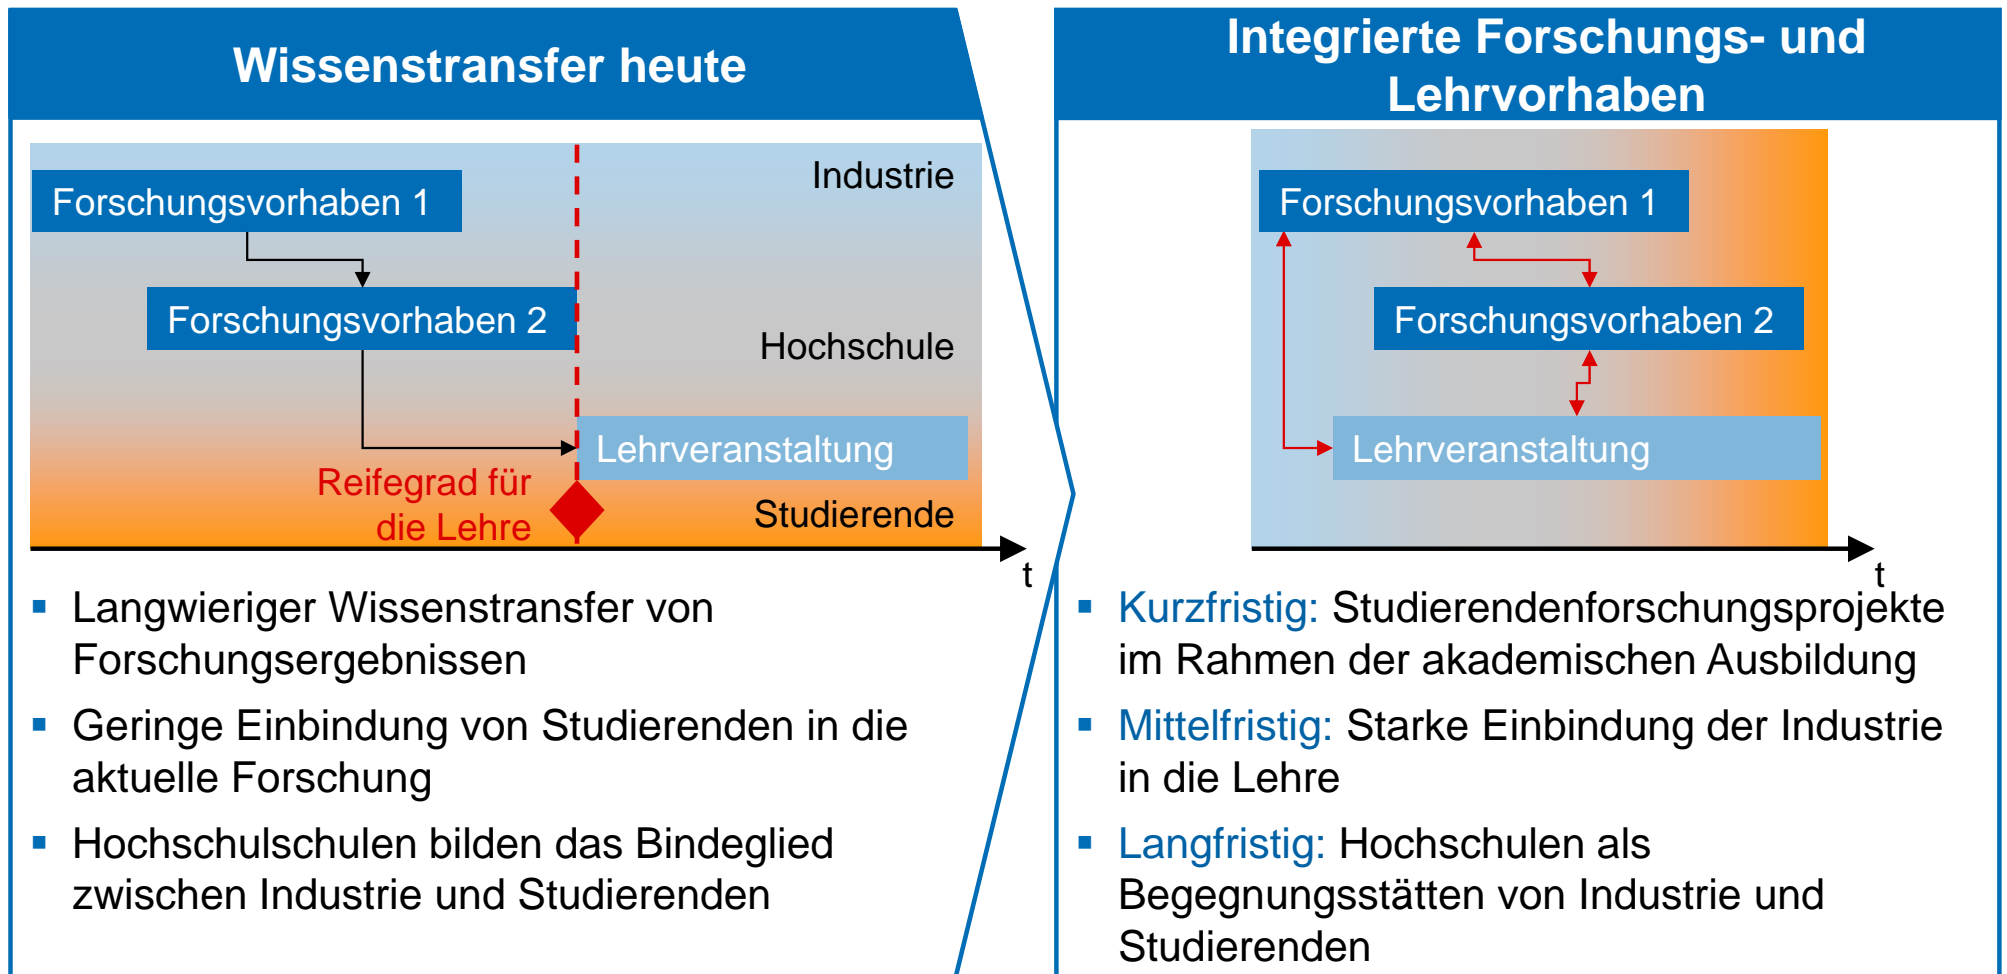 Wissenstransfer heute
Industrie
Forschungsvorhaben 1
Forschungsvorhaben 2
Hochschule
Lehrveranstaltung
Reifegrad für
die Lehre
Studierende
t
Langwieriger Wissenstransfer von
Forschungsergebnissen
Geringe Einbindung von Studierenden in die
aktuelle Forschung
Hochschulschulen bilden das Bindeglied
zwischen Industrie und Studierenden
Integrierte Forschungs- und
Lehrvorhaben
Forschungsvorhaben 1
Forschungsvorhaben 2
Lehrveranstaltung
t
Kurzfristig: Studierendenforschungsprojekte
im Rahmen der akademischen Ausbildung
Mittelfristig: Starke Einbindung der Industrie
in die Lehre
Langfristig: Hochschulen als
Begegnungsstätten von Industrie und
Studierenden